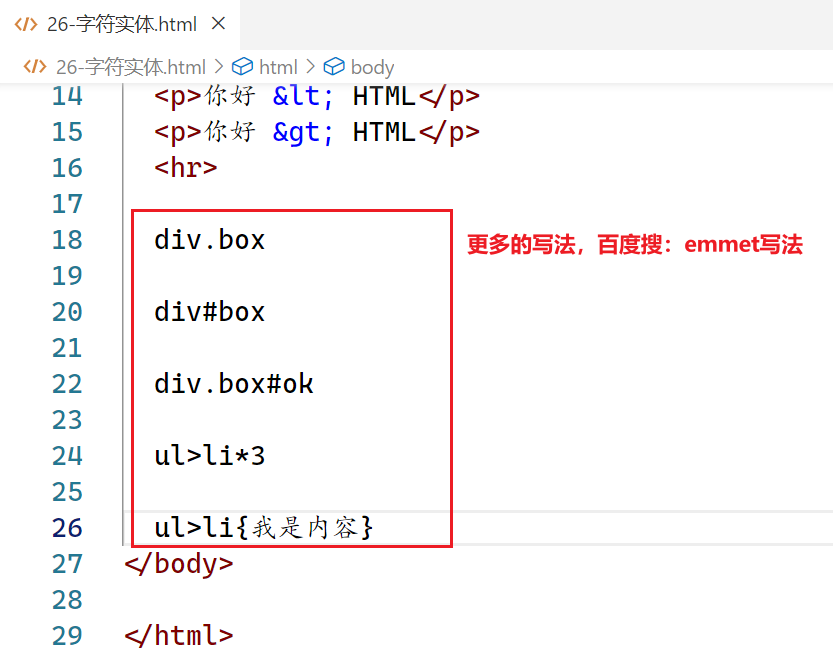 26-字符实体.html
26-字符实体.html > html > body
14 <p>你好 &lt; HTML</p>
15 <p>你好 &gt; HTML</p>
16 <hr>
17
18 div.box
更多的写法，百度搜：emmet写法
19
20 div#box
21
22 div.box#ok
23
24 ul>li*3
25
26 ul>li{我是内容}
27 </body>
28
29 </html>